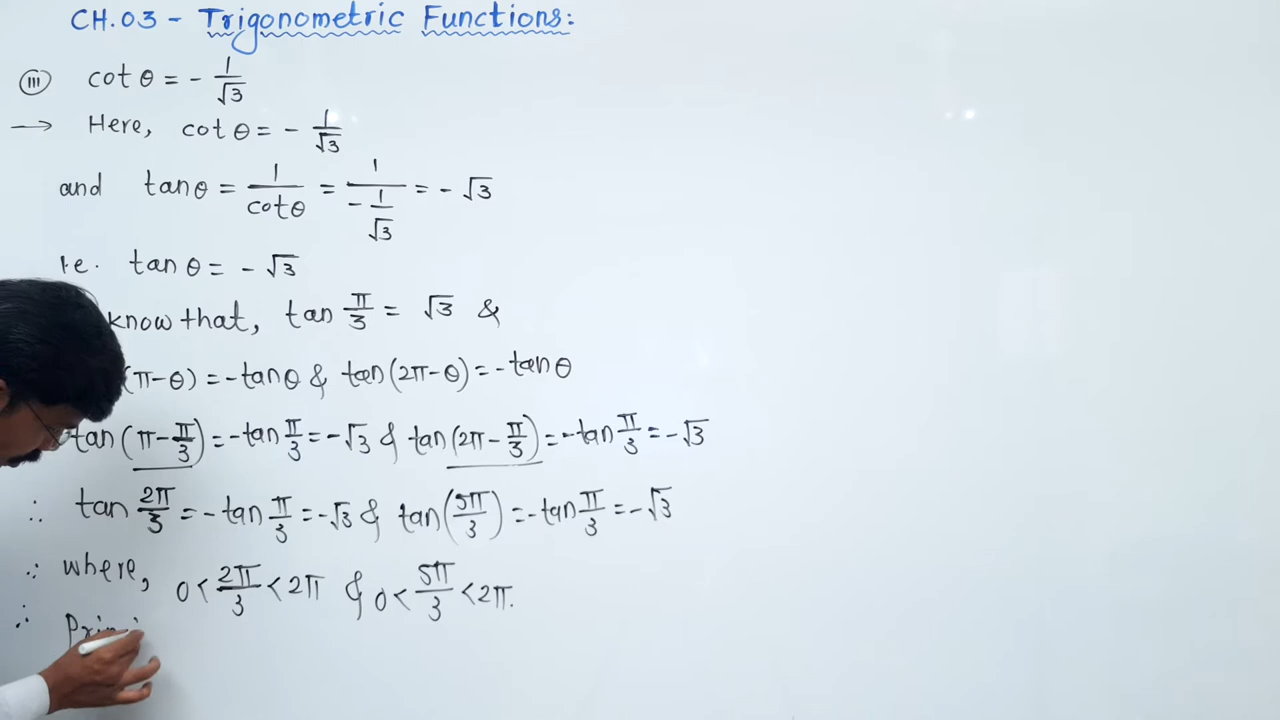 CH.03 - Trigonometric Functions:
(III) cot θ = - 1/√3
→ Here, cot θ = - 1/√3
and tan θ = 1/cot θ = 1/(- 1/√3) = - √3
i.e. tan θ = - √3
know that, tan π/3 = √3 &
(π-θ) = -tan θ & tan(2π-θ) = -tan θ
tan(π-π/3) = -tan π/3 = -√3 & tan(2π-π/3) = -tan π/3 = -√3
∴ tan 2π/3 = -tan π/3 = -√3 & tan(5π/3) = -tan π/3 = -√3
∴ where, 0 < 2π/3 < 2π & 0 < 5π/3 < 2π.
∴